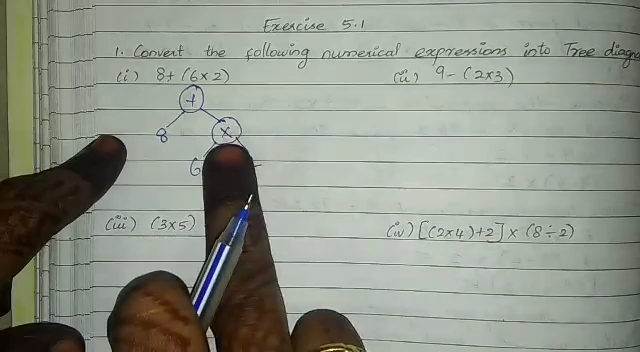 Exercise 5.1
1. Convert the following numerical expressions into Tree diagra
(i) 8+ (6×2)
(ii) 9- (2×3)
+
8
×
6
(iii) (3×5)
(iv) [(2×4)+2] × (8÷2)